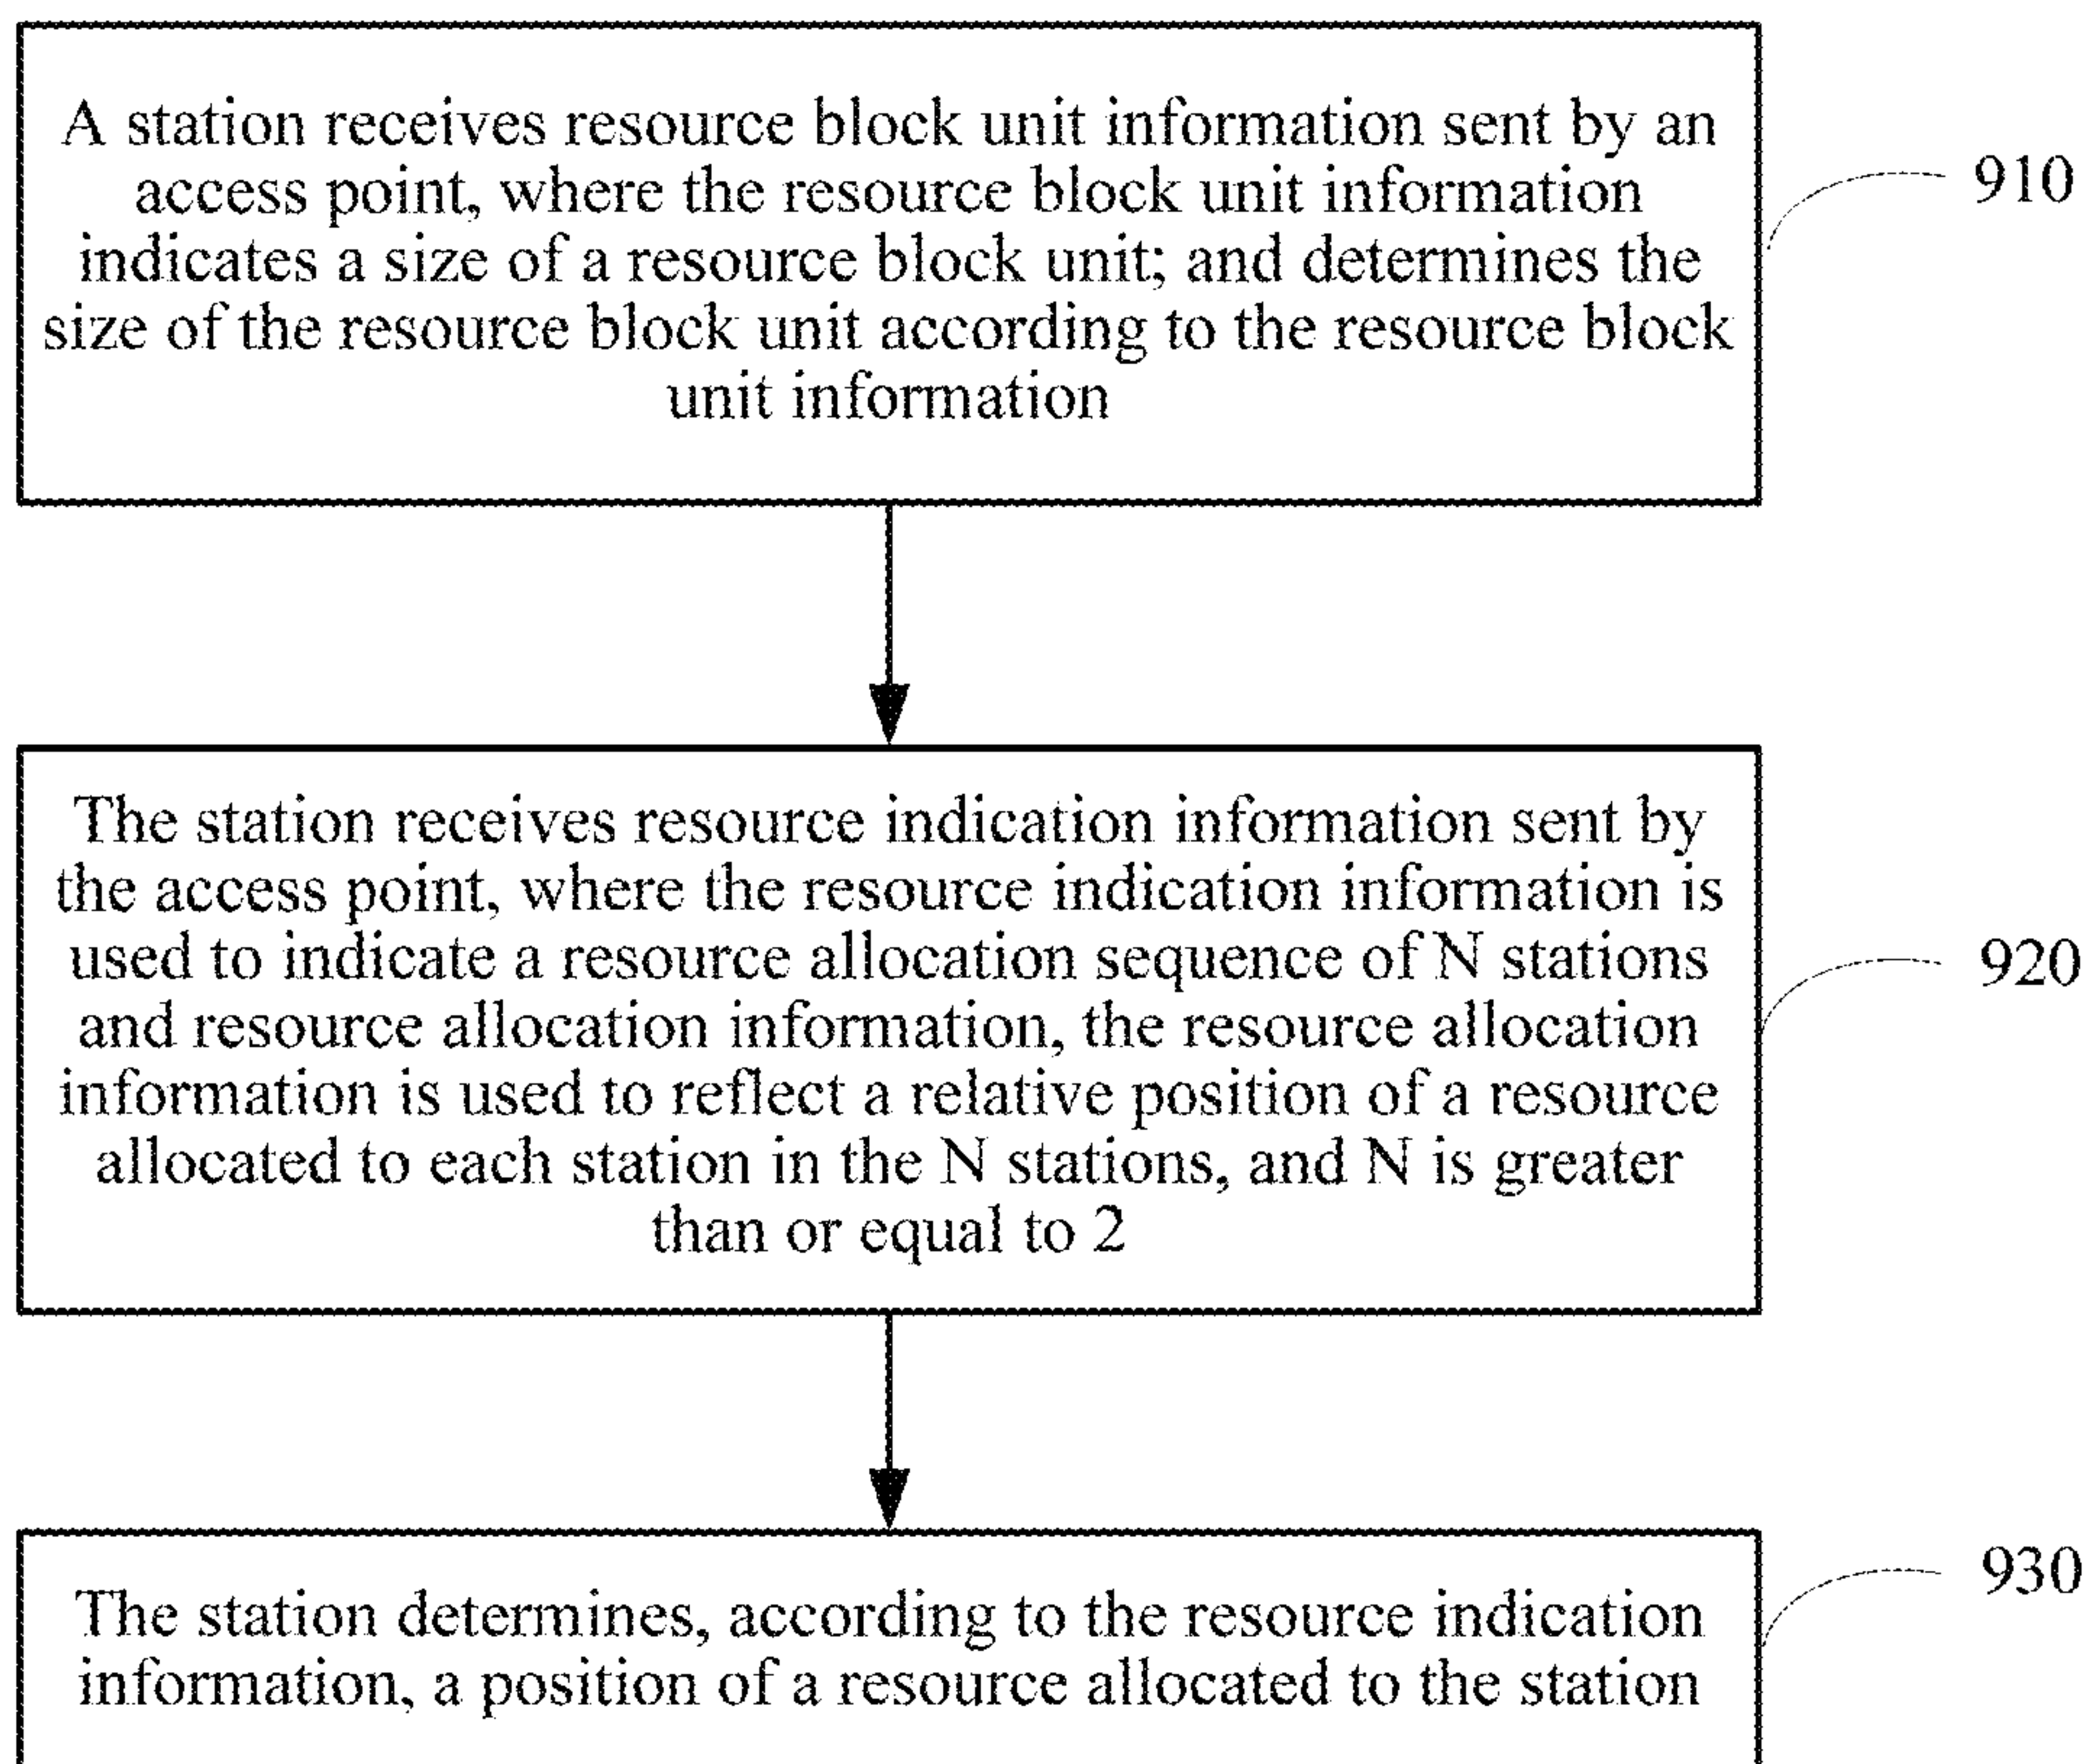 A station receives resource block unit information sent by an
access point, where the resource block unit information
indicates a size of a resource block unit; and determines the
size of the resource block unit according to the resource block
unit information
910
The station receives resource indication information sent by
the access point, where the resource indication information is
used to indicate a resource allocation sequence of N stations
and resource allocation information, the resource allocation
information is used to reflect a relative position of a resource
allocated to each station in the N stations, and N is greater
than or equal to 2
920
The station determines, according to the resource indication
information, a position of a resource allocated to the station
930